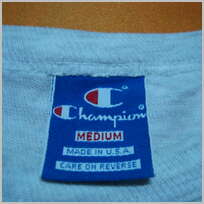 Champion
MEDIUM
MADE IN U.S.A.
CARE ON REVERSE